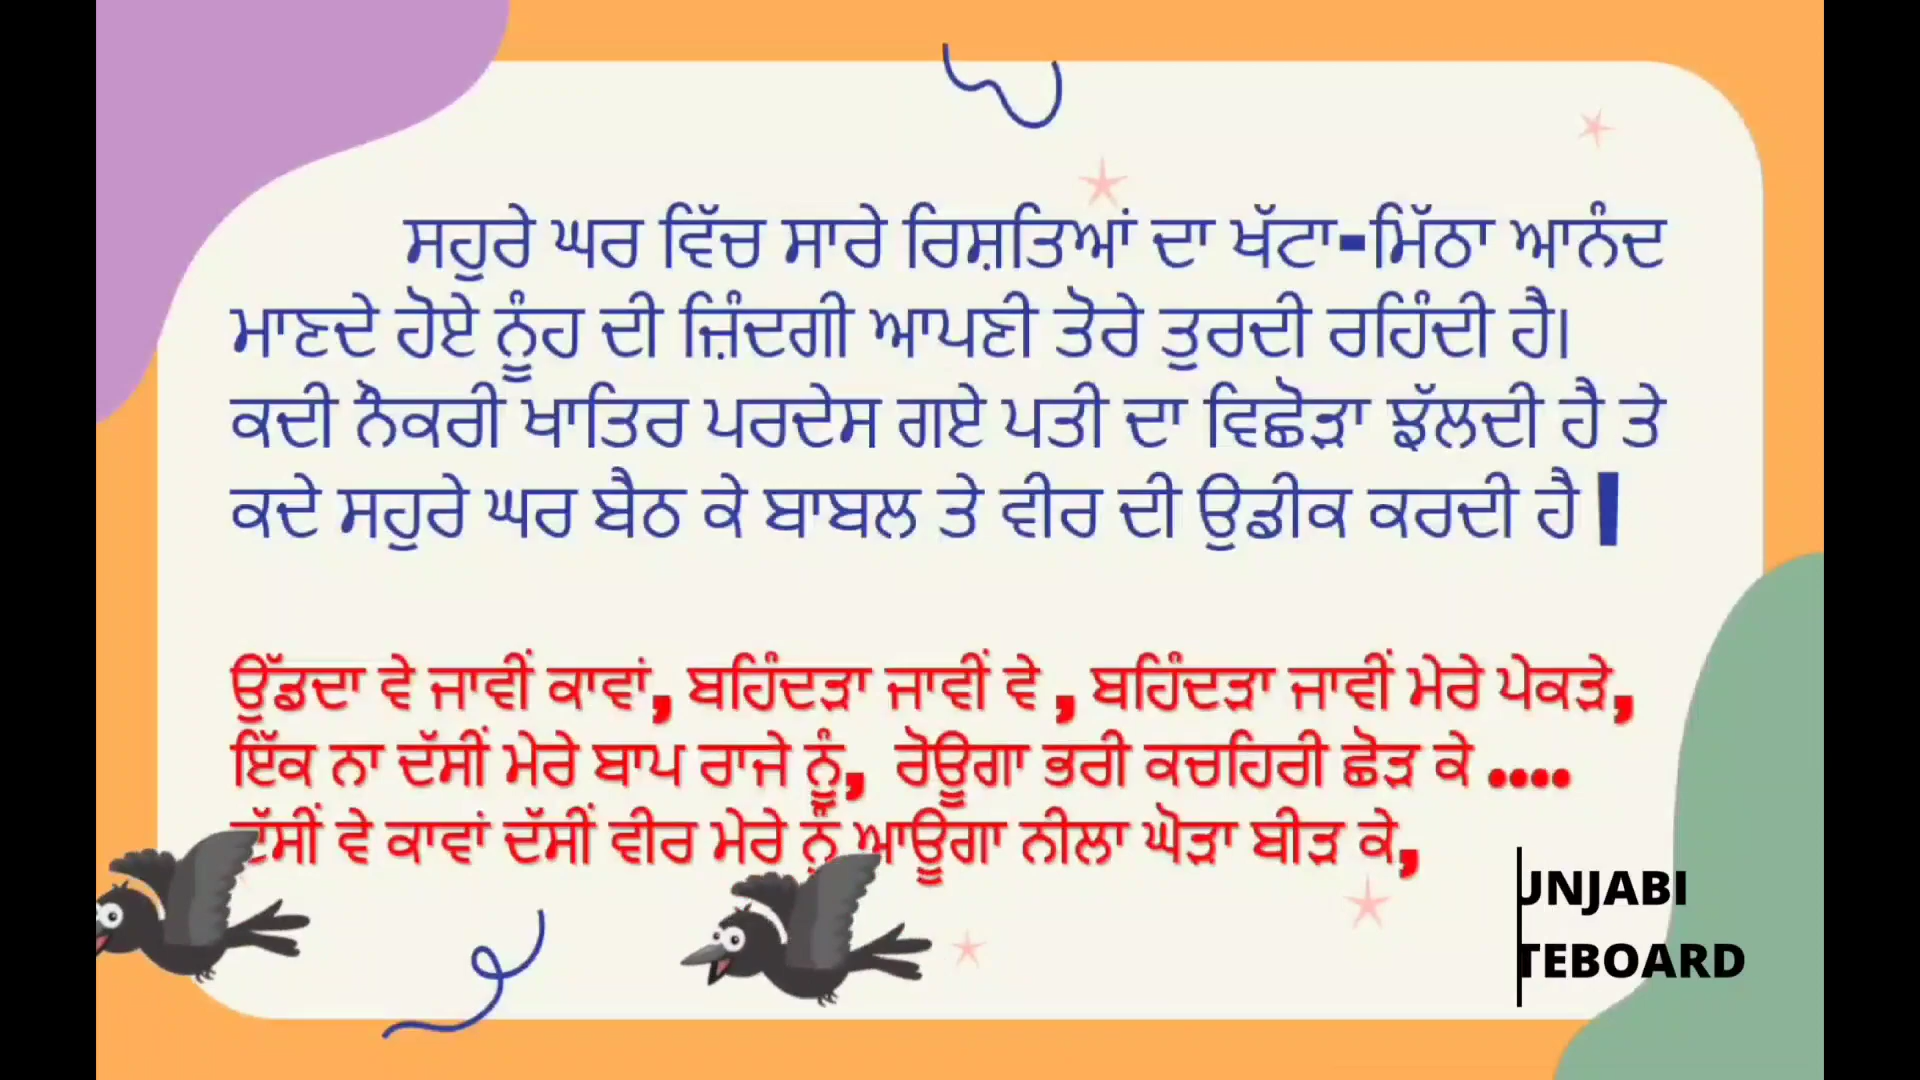 ਸਹੁਰੇ ਘਰ ਵਿੱਚ ਸਾਰੇ ਰਿਸ਼ਤਿਆਂ ਦਾ ਖੱਟਾ-ਮਿੱਠਾ ਆਨੰਦ
ਮਾਣਦੇ ਹੋਏ ਨੂੰਹ ਦੀ ਜ਼ਿੰਦਗੀ ਆਪਣੀ ਤੋਰੇ ਤੁਰਦੀ ਰਹਿੰਦੀ ਹੈ।
ਕਦੀ ਨੌਕਰੀ ਖਾਤਿਰ ਪਰਦੇਸ ਗਏ ਪਤੀ ਦਾ ਵਿਛੋੜਾ ਝੱਲਦੀ ਹੈ ਤੇ
ਕਦੇ ਸਹੁਰੇ ਘਰ ਬੈਠ ਕੇ ਬਾਬਲ ਤੇ ਵੀਰ ਦੀ ਉਡੀਕ ਕਰਦੀ ਹੈ |
ਉੱਡਦਾ ਵੇ ਜਾਵੀਂ ਕਾਵਾਂ, ਬਹਿੰਦੜਾ ਜਾਵੀਂ ਵੇ , ਬਹਿੰਦੜਾ ਜਾਵੀਂ ਮੇਰੇ ਪੇਕੜੇ,
ਇੱਕ ਨਾ ਦੱਸੀਂ ਮੇਰੇ ਬਾਪ ਰਾਜੇ ਨੂੰ, ਰੋਊਗਾ ਭਰੀ ਕਚਹਿਰੀ ਛੋੜ ਕੇ ....
ਦੱਸੀਂ ਵੇ ਕਾਵਾਂ ਦੱਸੀਂ ਵੀਰ ਮੇਰੇ ਨੂੰ ਆਊਗਾ ਨੀਲਾ ਘੋੜਾ ਬੀੜ ਕੇ,
UNJABI
TEBOARD